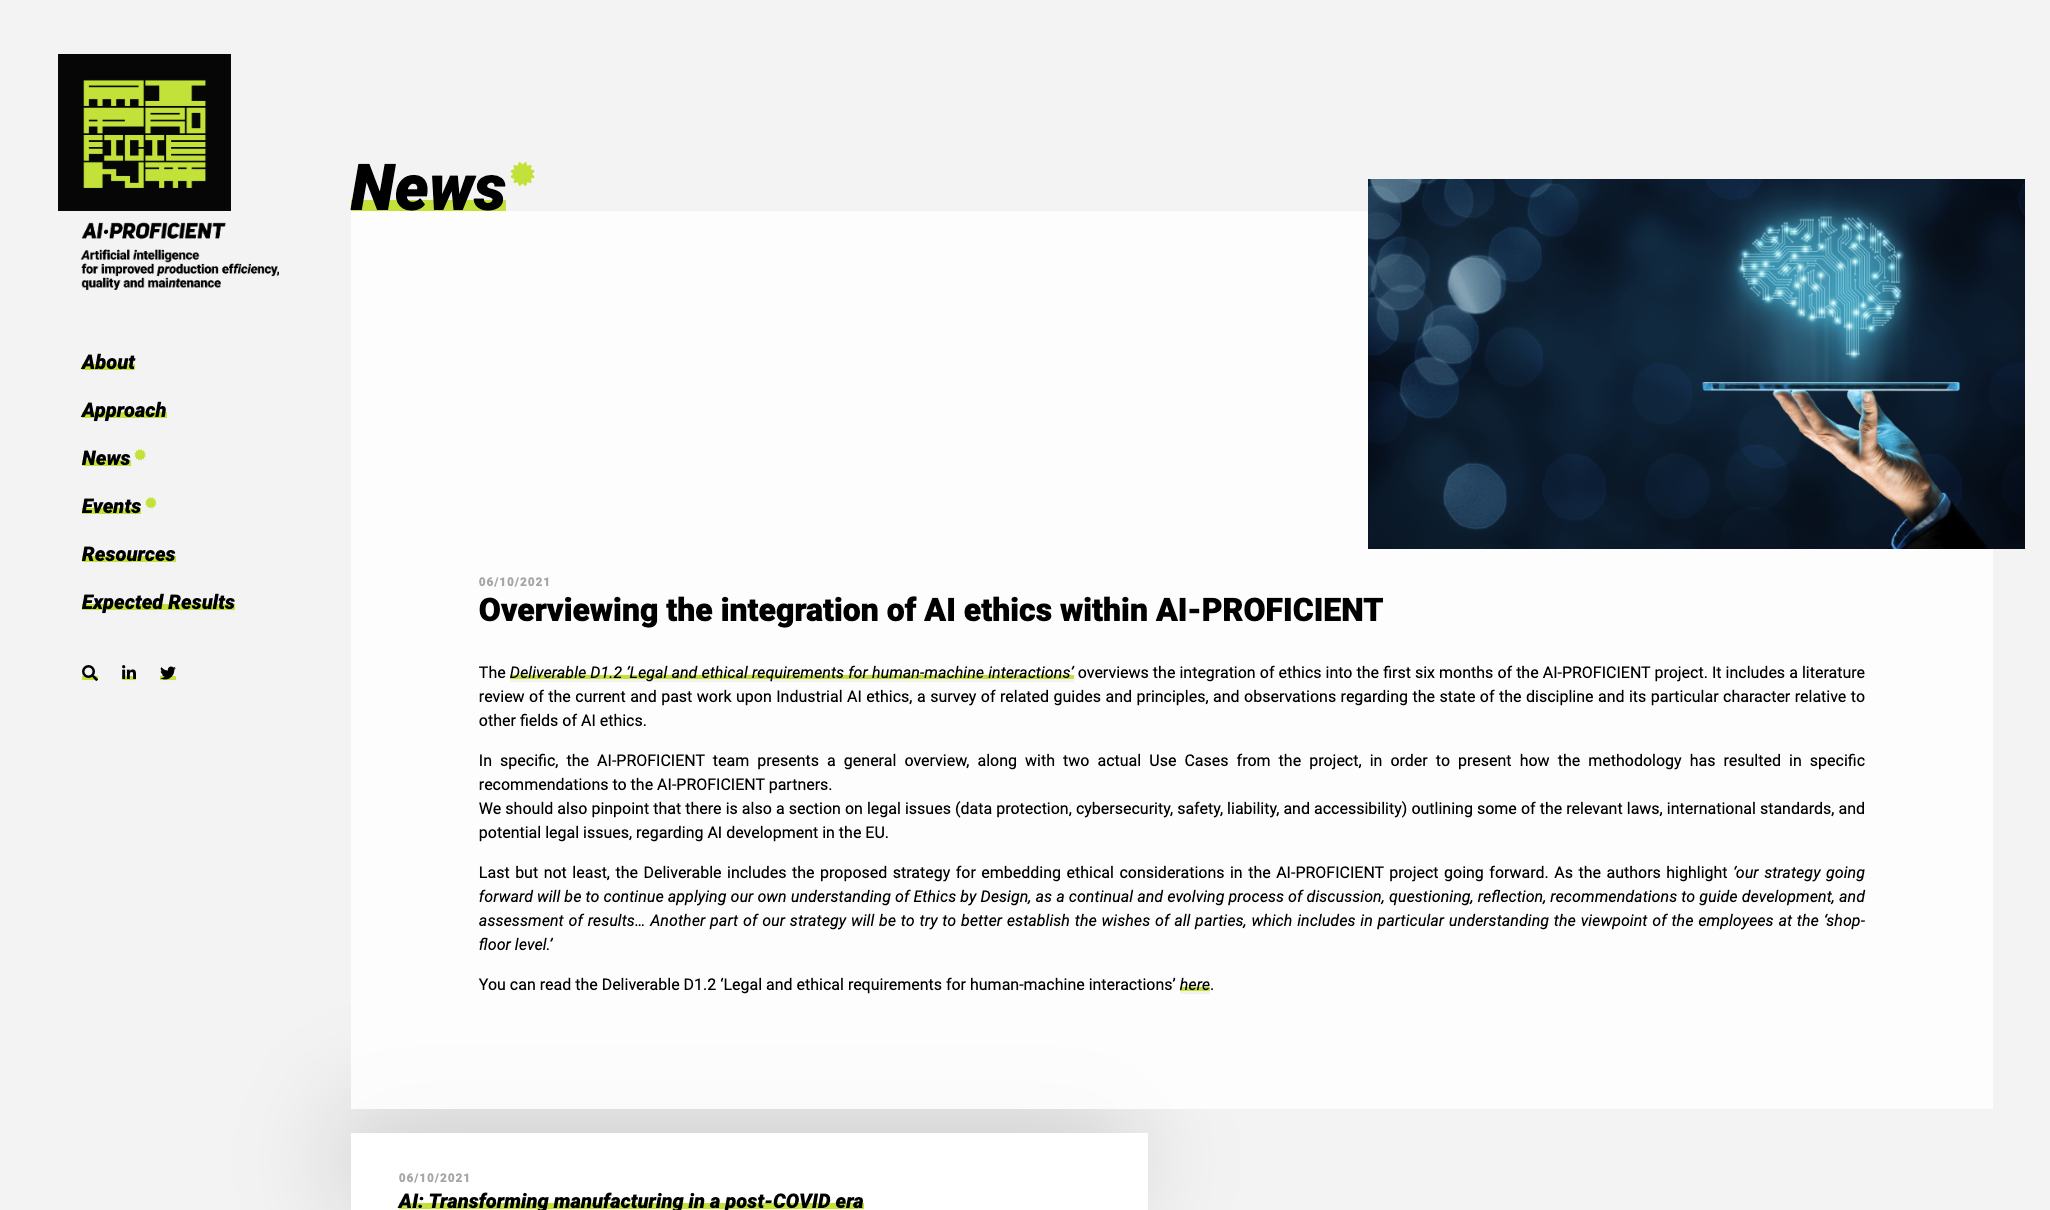 AI
PRO
FICIE
NT
AI·PROFICIENT
Artificial intelligence
for improved production efficiency,
quality and maintenance
About
Approach
News
Events
Resources
Expected Results
News
06/10/2021
Overviewing the integration of AI ethics within AI-PROFICIENT
The Deliverable D1.2 ‘Legal and ethical requirements for human-machine interactions’ overviews the integration of ethics into the first six months of the AI-PROFICIENT project. It includes a literature
review of the current and past work upon Industrial AI ethics, a survey of related guides and principles, and observations regarding the state of the discipline and its particular character relative to
other fields of AI ethics.
In specific, the AI-PROFICIENT team presents a general overview, along with two actual Use Cases from the project, in order to present how the methodology has resulted in specific
recommendations to the AI-PROFICIENT partners.
We should also pinpoint that there is also a section on legal issues (data protection, cybersecurity, safety, liability, and accessibility) outlining some of the relevant laws, international standards, and
potential legal issues, regarding AI development in the EU.
Last but not least, the Deliverable includes the proposed strategy for embedding ethical considerations in the AI-PROFICIENT project going forward. As the authors highlight ‘our strategy going
forward will be to continue applying our own understanding of Ethics by Design, as a continual and evolving process of discussion, questioning, reflection, recommendations to guide development, and
assessment of results… Another part of our strategy will be to try to better establish the wishes of all parties, which includes in particular understanding the viewpoint of the employees at the ‘shop-
floor level.’
You can read the Deliverable D1.2 ‘Legal and ethical requirements for human-machine interactions’ here.
06/10/2021
AI: Transforming manufacturing in a post-COVID era